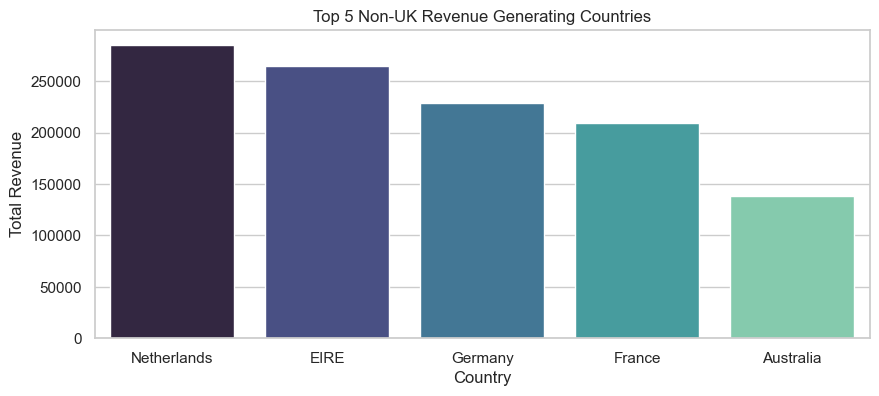 Top 5 Non-UK Revenue Generating Countries
Total Revenue
250000
200000
150000
100000
50000
0
Netherlands EIRE Germany France Australia
Country